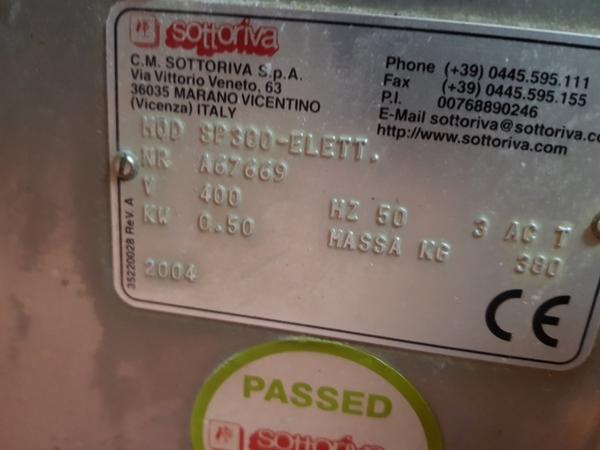 sottoriva
C.M. SOTTORIVA S.p.A.
Via Vittorio Veneto, 63
36035 MARANO VICENTINO
(Vicenza) ITALY
Phone (+39) 0445.595.111
Fax (+39) 0445.595.155
P.I. 00768890246
E-Mail sottoriva@sottoriva.co
http://www.sottoriva.com
MOD SP300-ELETT.
NR A67669
V 400 HZ 50 3 AC T
KW 0.50 MASSA KG 380
2004
35220028 Rev. A
CE
PASSED
sottoriva